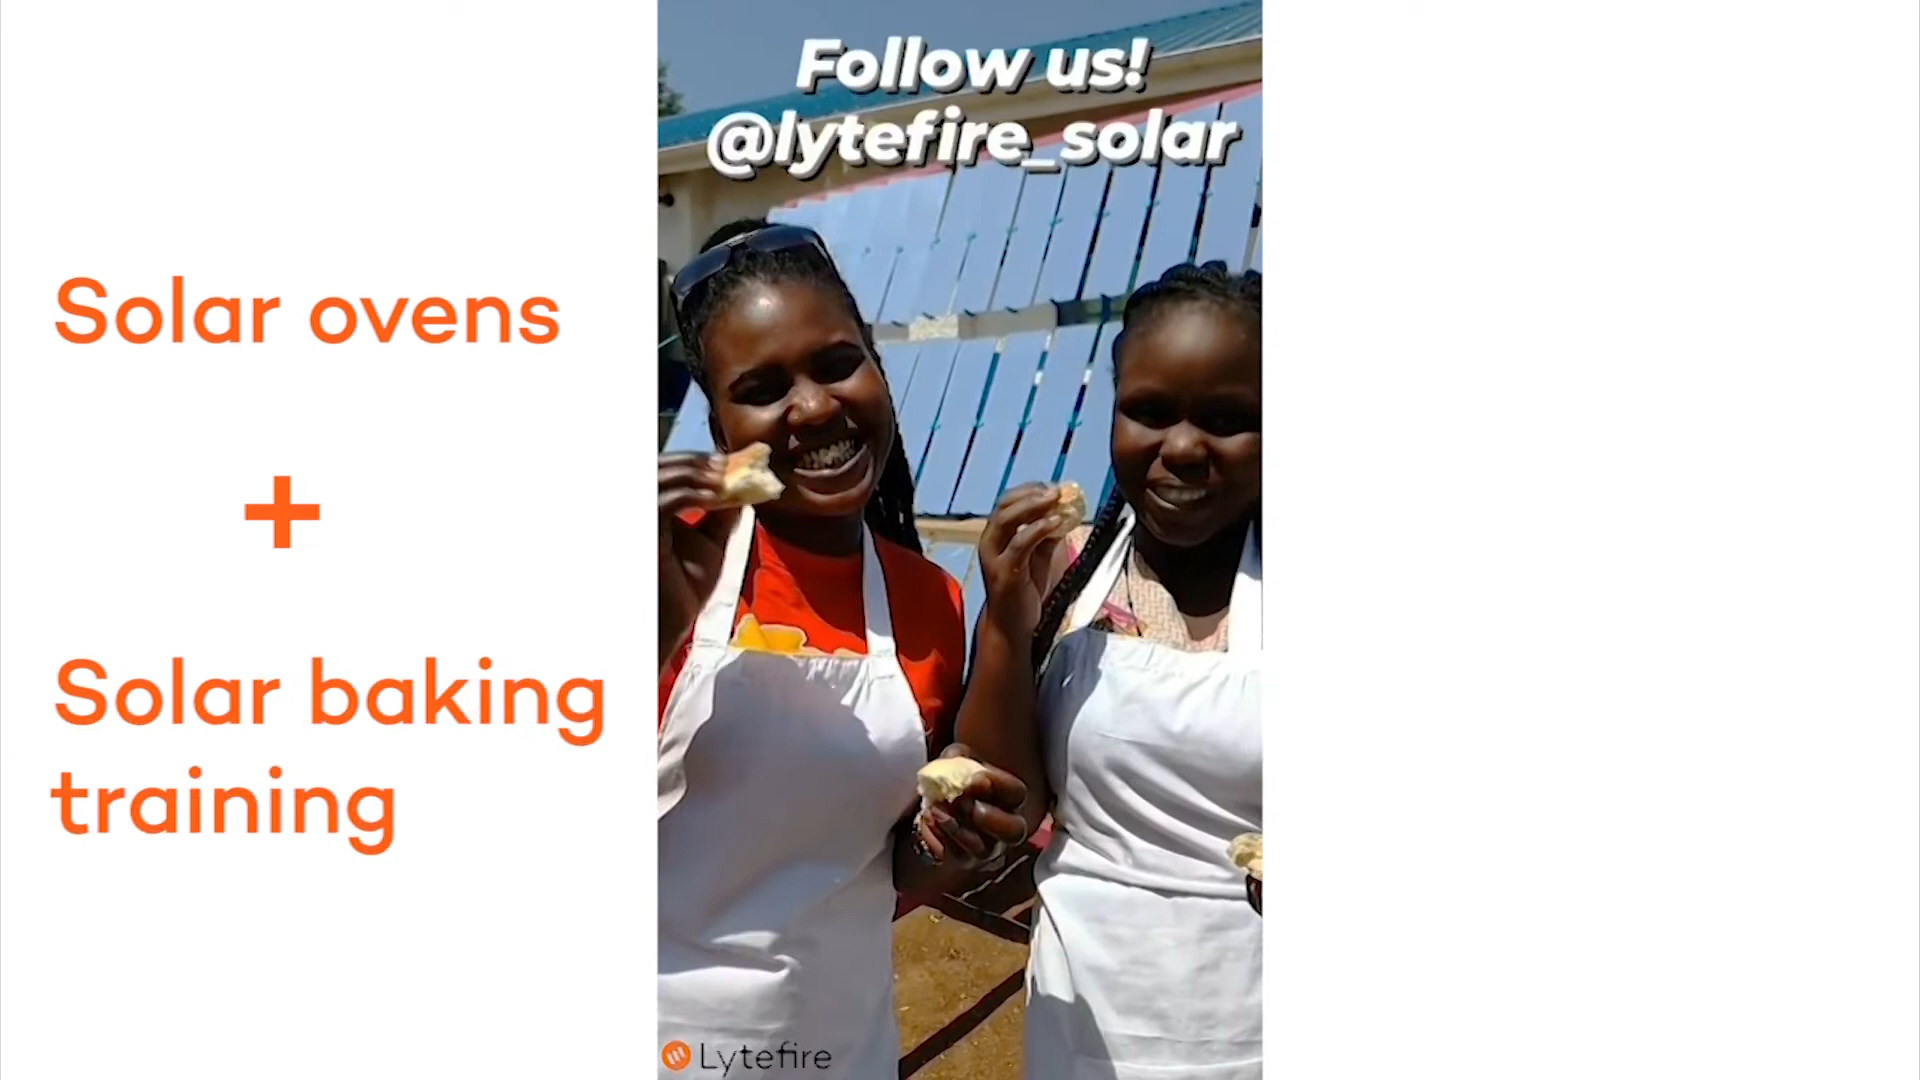 Solar ovens
+
Solar baking
training
Follow us!
@lytefire_solar
Lytefire